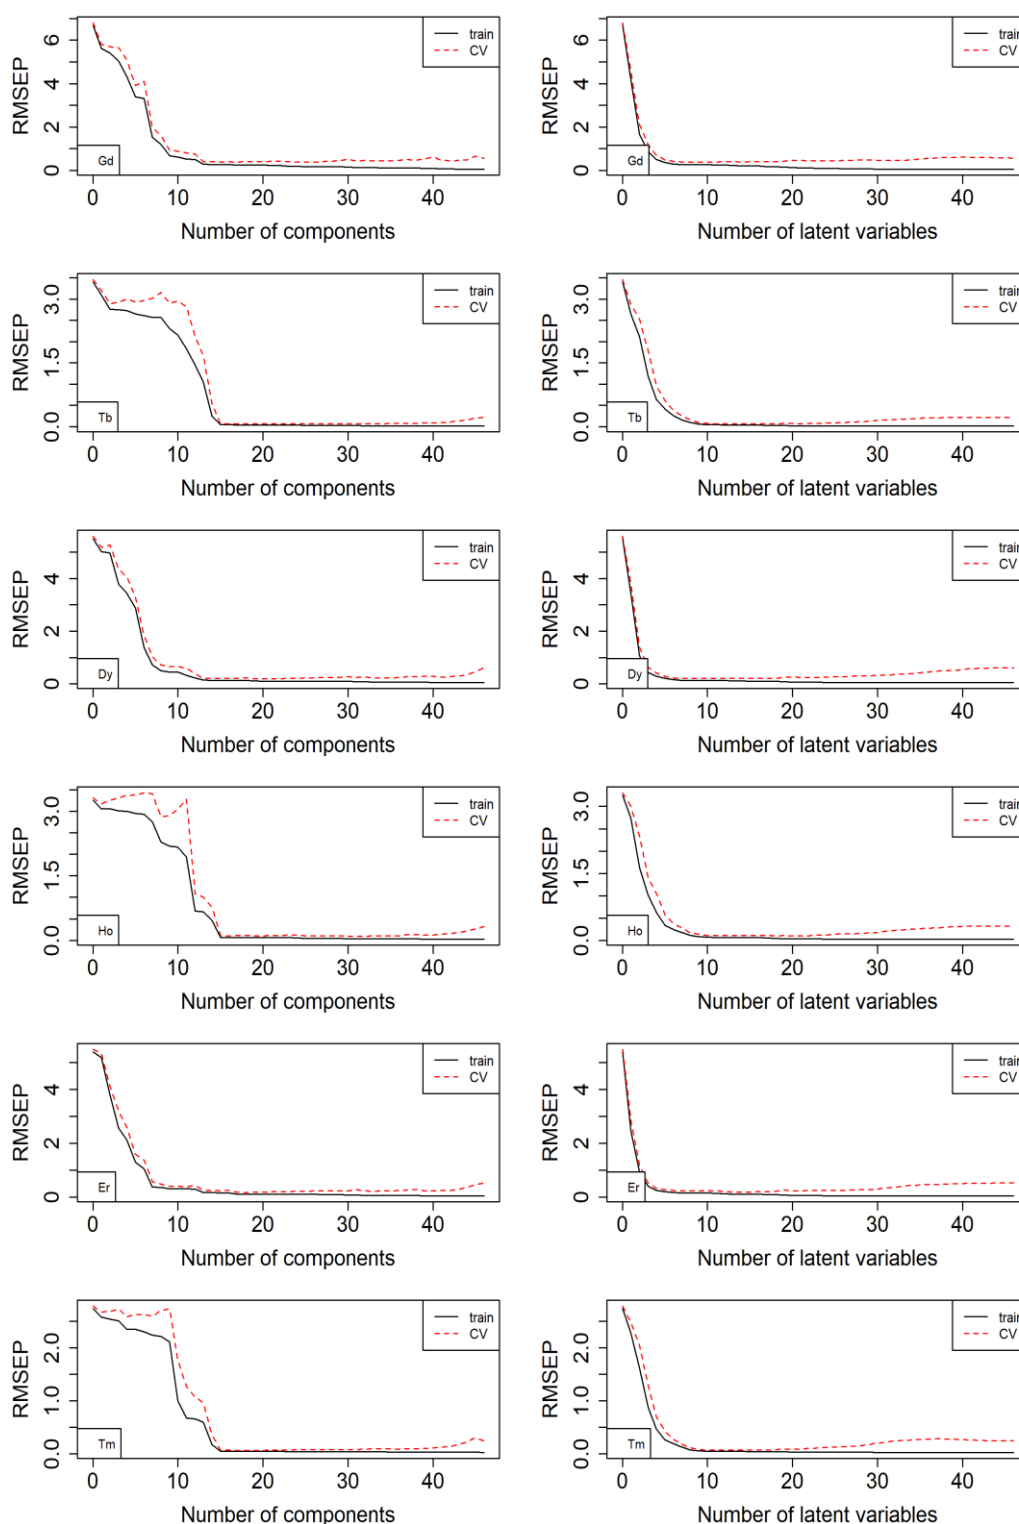 RMSEP
0 2 4 6
train
CV
Gd
0 10 20 30 40
Number of components
RMSEP
0 2 4 6
train
CV
Gd
0 10 20 30 40
Number of latent variables
RMSEP
0.0 1.5 3.0
train
CV
Tb
0 10 20 30 40
Number of components
RMSEP
0.0 1.5 3.0
train
CV
Tb
0 10 20 30 40
Number of latent variables
RMSEP
0 2 4
train
CV
Dy
0 10 20 30 40
Number of components
RMSEP
0 2 4
train
CV
Dy
0 10 20 30 40
Number of latent variables
RMSEP
0.0 1.5 3.0
train
CV
Ho
0 10 20 30 40
Number of components
RMSEP
0.0 1.5 3.0
train
CV
Ho
0 10 20 30 40
Number of latent variables
RMSEP
0 2 4
train
CV
Er
0 10 20 30 40
Number of components
RMSEP
0 2 4
train
CV
Er
0 10 20 30 40
Number of latent variables
RMSEP
0.0 1.0 2.0
train
CV
Tm
0 10 20 30 40
Number of components
RMSEP
0.0 1.0 2.0
train
CV
Tm
0 10 20 30 40
Number of latent variables